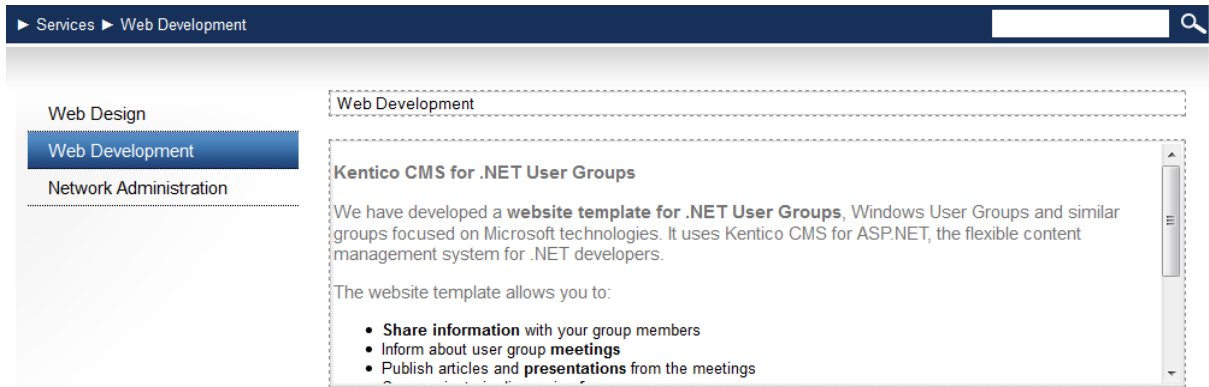 ► Services ► Web Development
Web Design
Web Development
Network Administration
Web Development
Kentico CMS for .NET User Groups
We have developed a website template for .NET User Groups, Windows User Groups and similar
groups focused on Microsoft technologies. It uses Kentico CMS for ASP.NET, the flexible content
management system for .NET developers.
The website template allows you to:
• Share information with your group members
• Inform about user group meetings
• Publish articles and presentations from the meetings